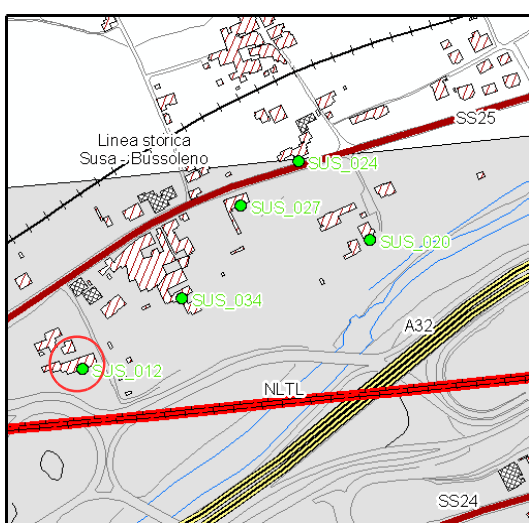 SS25
Linea storica
Susa - Bussoleno
SUS_024
SUS_027
SUS_020
SUS_034
A32
SUS_012
NLTL
SS24